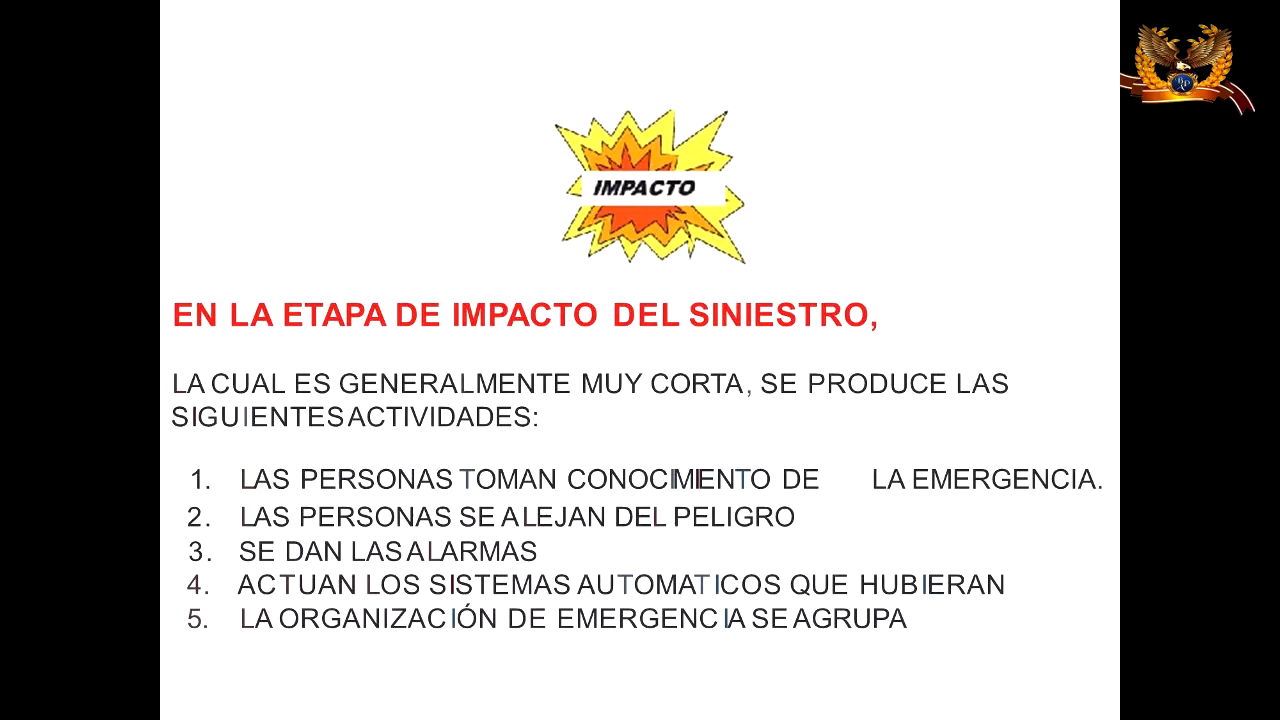 IMPACTO
EN LA ETAPA DE IMPACTO DEL SINIESTRO,
LA CUAL ES GENERALMENTE MUY CORTA, SE PRODUCE LAS
SIGUIENTES ACTIVIDADES:
1. LAS PERSONAS TOMAN CONOCIMIENTO DE LA EMERGENCIA.
2. LAS PERSONAS SE ALEJAN DEL PELIGRO
3. SE DAN LAS ALARMAS
4. ACTUAN LOS SISTEMAS AUTOMATICOS QUE HUBIERAN
5. LA ORGANIZACIÓN DE EMERGENCIA SE AGRUPA